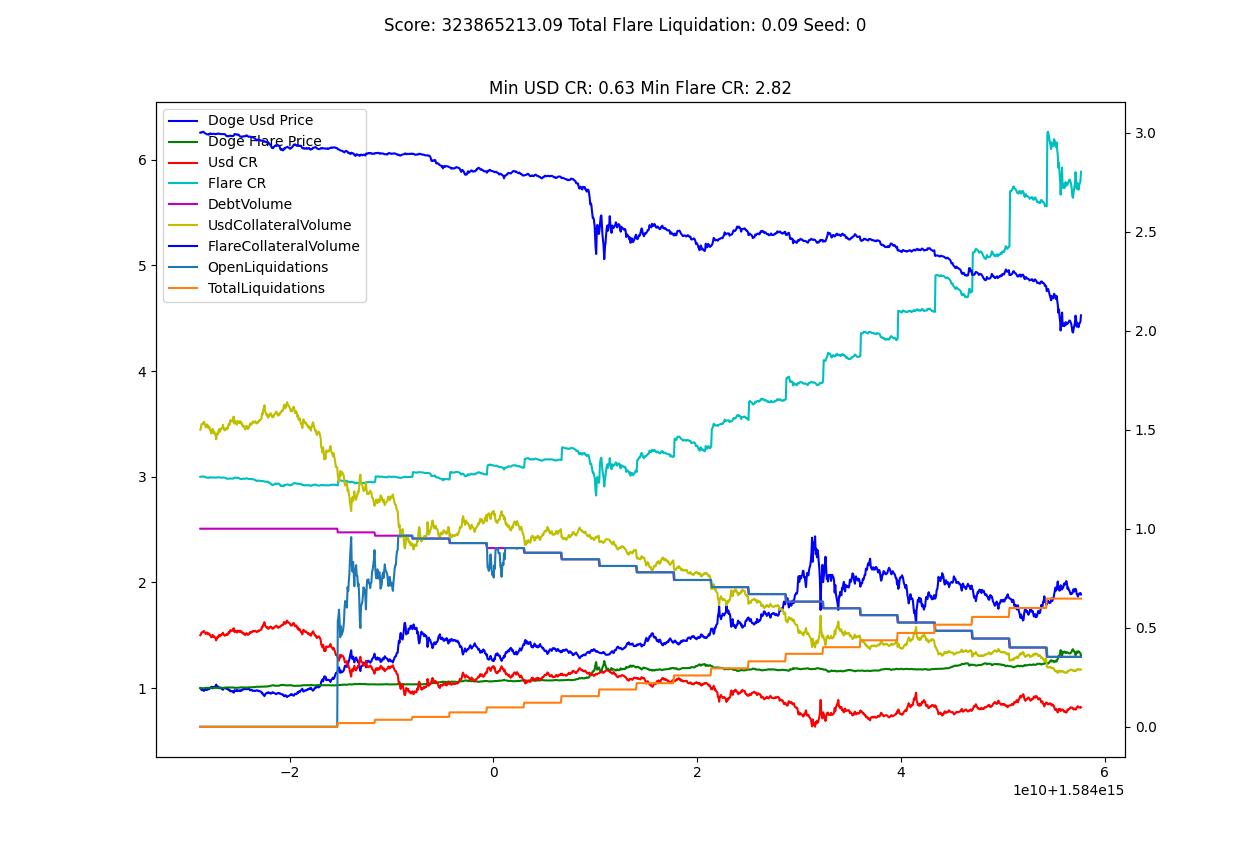 Score: 323865213.09 Total Flare Liquidation: 0.09 Seed: 0
Min USD CR: 0.63 Min Flare CR: 2.82
Doge Usd Price
Doge Flare Price
Usd CR
Flare CR
DebtVolume
UsdCollateralVolume
FlareCollateralVolume
OpenLiquidations
TotalLiquidations
6
5
4
3
2
1
3.0
2.5
2.0
1.5
1.0
0.5
0.0
−2
0
2
4
6
1e10+1.584e15